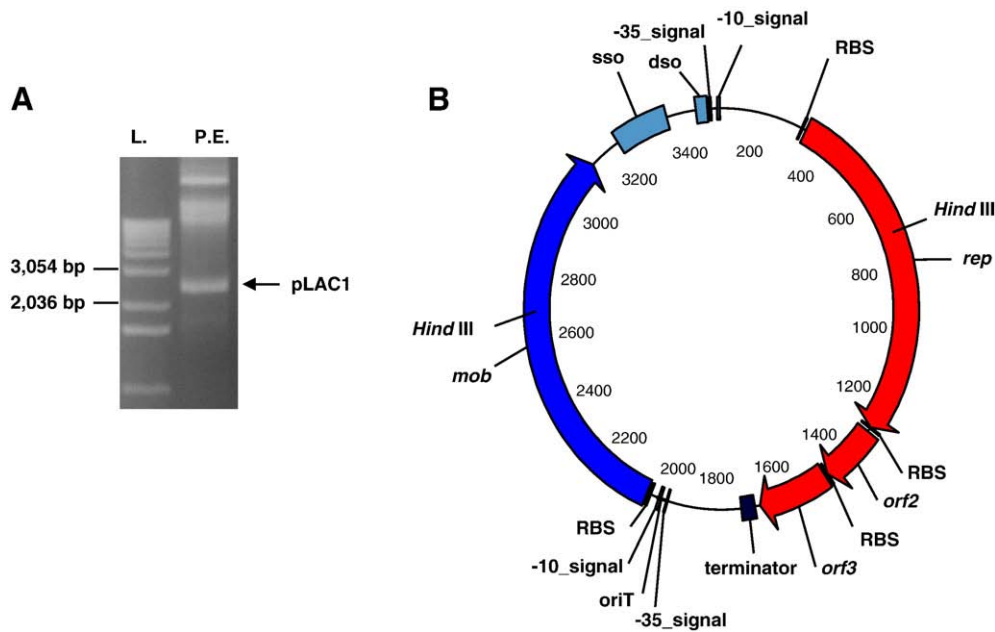 A
L.
P.E.
3,054 bp
2,036 bp
pLAC1
B
-35_signal
-10_signal
sso
dso
RBS
3400
200
3200
400
3000
600
Hind III
rep
2800
800
Hind III
2600
1000
mob
2400
1200
2200
1400
2000
1800
1600
RBS
orf2
RBS
RBS
-10_signal
oriT
-35_signal
terminator
orf3